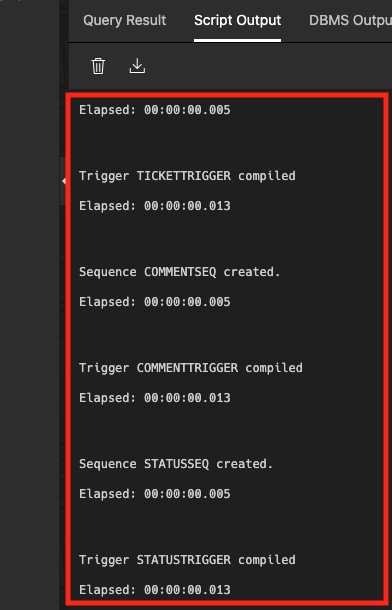 Query Result Script Output DBMS Outpu
Elapsed: 00:00:00.005
Trigger TICKETTRIGGER compiled
Elapsed: 00:00:00.013
Sequence COMMENTSEQ created.
Elapsed: 00:00:00.005
Trigger COMMENTTRIGGER compiled
Elapsed: 00:00:00.013
Sequence STATUSSEQ created.
Elapsed: 00:00:00.005
Trigger STATUSTRIGGER compiled
Elapsed: 00:00:00.013